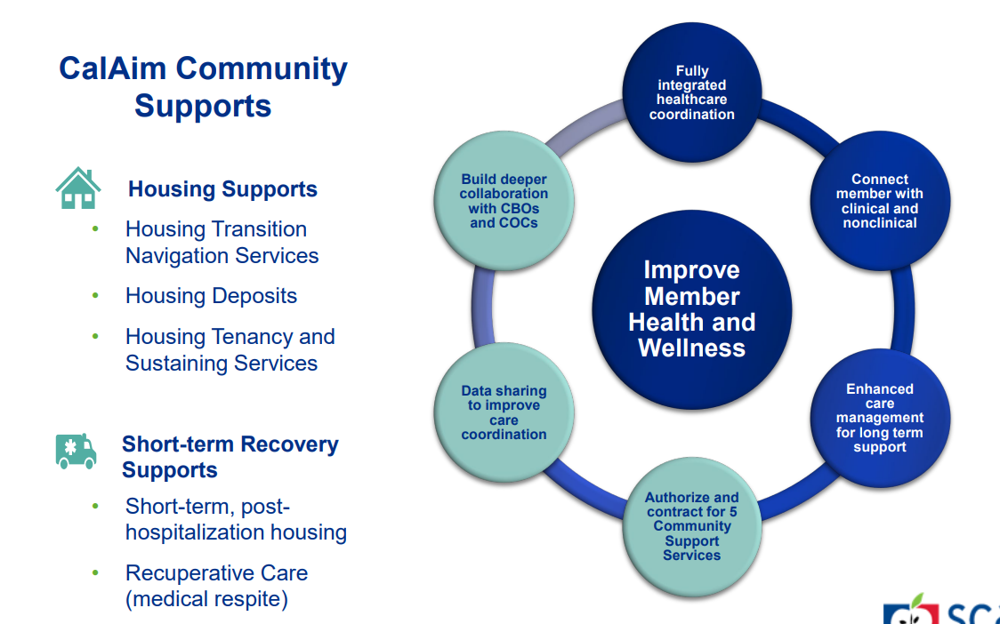 CalAim Community
Supports
Housing Supports
• Housing Transition
Navigation Services
• Housing Deposits
• Housing Tenancy and
Sustaining Services
Short-term Recovery
Supports
• Short-term, post-
hospitalization housing
• Recuperative Care
(medical respite)
Fully
integrated
healthcare
coordination
Connect
member with
clinical and
nonclinical
Enhanced
care
management
for long term
support
Authorize and
contract for 5
Community
Support
Services
Data sharing
to improve
care
coordination
Build deeper
collaboration
with CBOs
and COCs
Improve
Member
Health and
Wellness